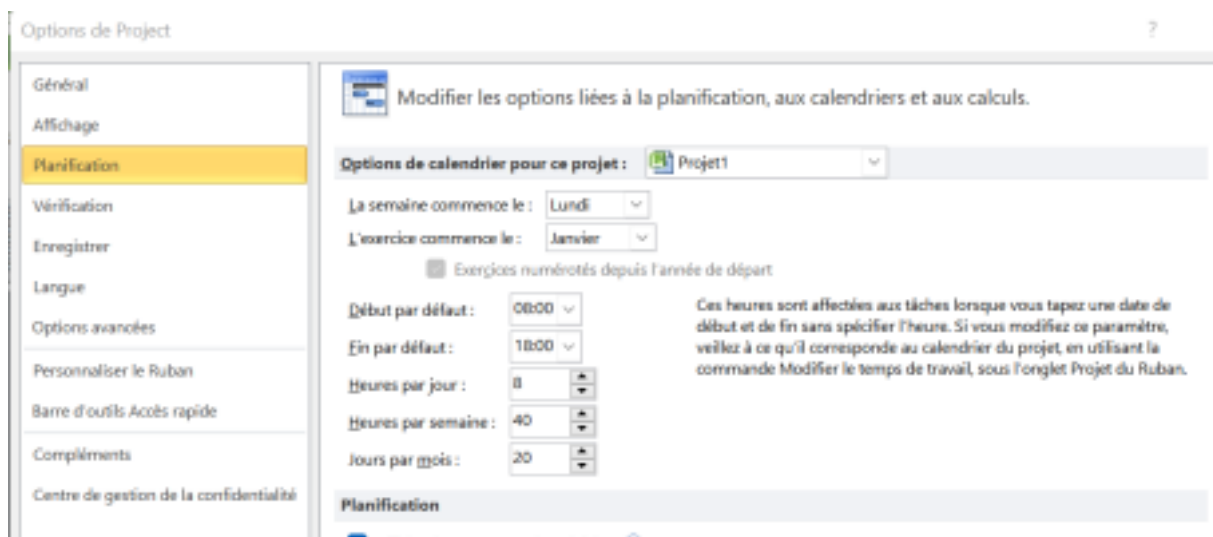 Options de Project ?
Général
Affichage
Planification
Vérification
Enregistrer
Langue
Options avancées
Personnaliser le Ruban
Barre d'outils Accès rapide
Compléments
Centre de gestion de la confidentialité
Modifier les options liées à la planification, aux calendriers et aux calculs.
Options de calendrier pour ce projet : Projet1
La semaine commence le : Lundi
L'exercice commence le : Janvier
Exercices numérotés depuis l'année de départ
Début par défaut : 08:00
Fin par défaut : 18:00
Heures par jour : 8
Heures par semaine : 40
Jours par mois : 20
Ces heures sont affectées aux tâches lorsque vous tapez une date de
début et de fin sans spécifier l'heure. Si vous modifiez ce paramètre,
veillez à ce qu'il corresponde au calendrier du projet, en utilisant la
commande Modifier le temps de travail, sous l'onglet Projet du Ruban.
Planification